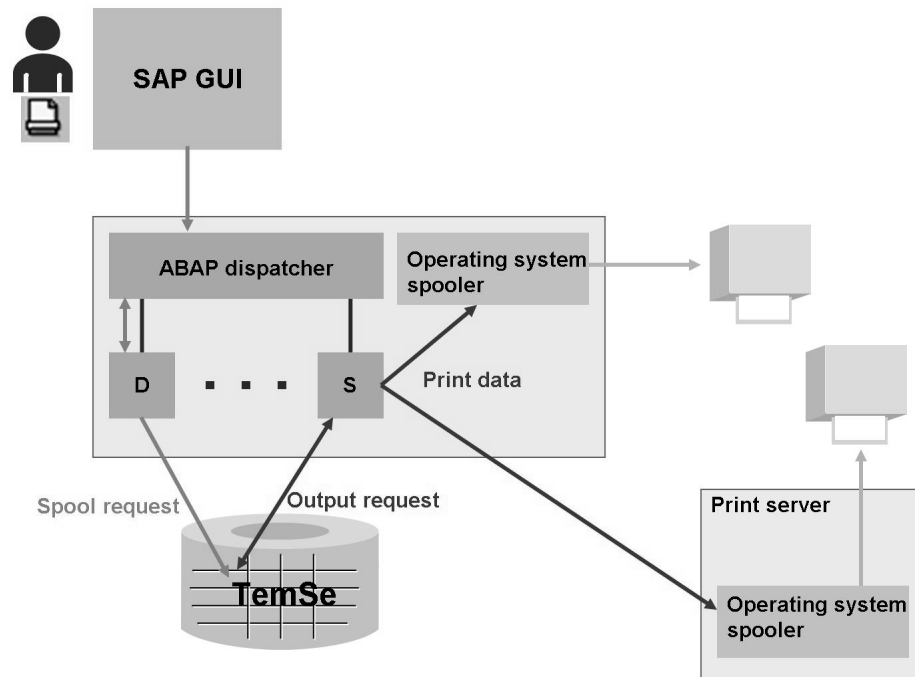 SAP GUI
ABAP dispatcher
Operating system
spooler
D
S
Print data
Spool request
Output request
TemSe
Print server
Operating system
spooler